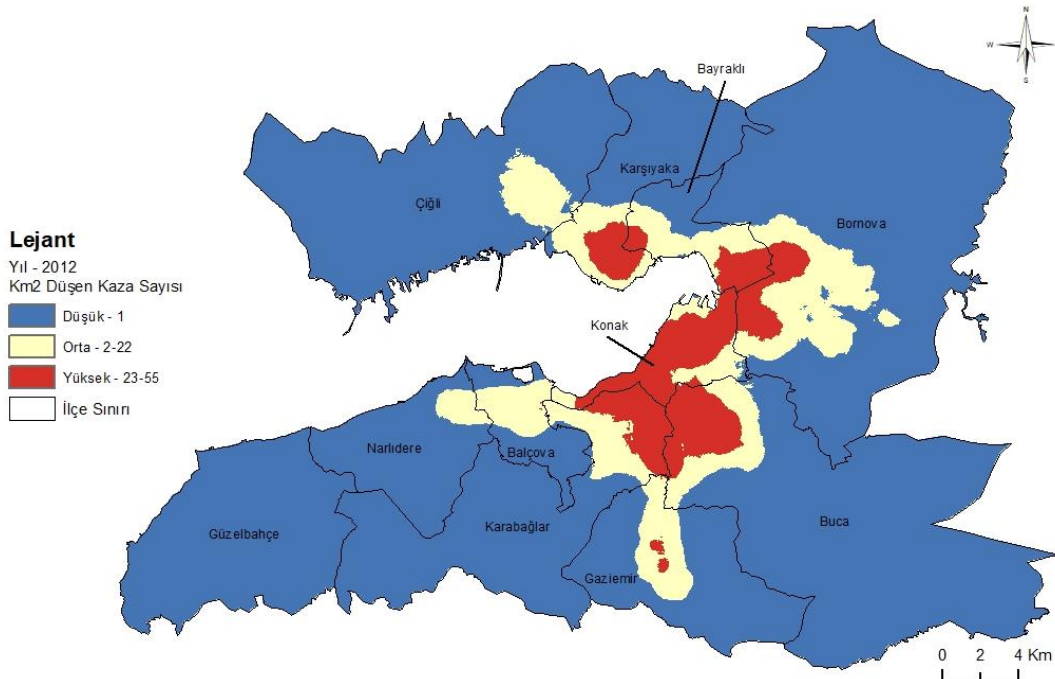 N
W
E
S
Bayraklı
Karşıyaka
Çiğli
Bornova
Lejant
Yıl - 2012
Km2 Düşen Kaza Sayısı
Düşük - 1
Orta - 2-22
Yüksek - 23-55
İlçe Sınırı
Konak
Narlıdere
Balçova
Güzelbahçe
Karabağlar
Buca
Gaziemir
0 2 4 Km